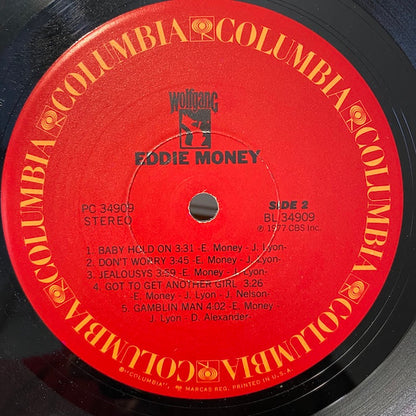 COLUMBIA COLUMBIA COLUMBIA COLUMBIA COLUMBIA COLUMBIA
Wolfgang
EDDIE MONEY
PC 34909
STEREO
SIDE 2
BL 34909
℗ 1977 CBS Inc.
1. BABY HOLD ON 3:31 -E. Money - J. Lyon-
2. DON'T WORRY 3:45 -E. Money - J. Lyon-
3. JEALOUSYS 3:59 -E. Money - J. Lyon-
4. GOT TO GET ANOTHER GIRL 3:26-
-E. Money - J. Lyon - J. Nelson-
5. GAMBLIN MAN 4:02 -E. Money -
J. Lyon - D. Alexander-
®"COLUMBIA", MARCAS REG. PRINTED IN U.S.A.